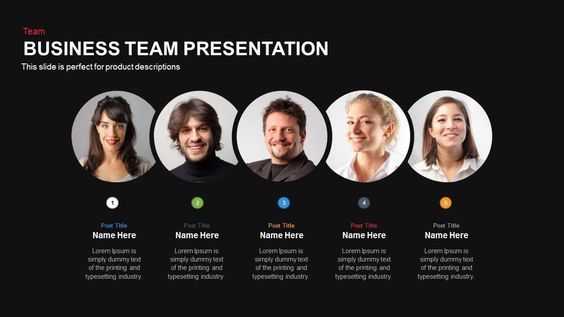 Team
BUSINESS TEAM PRESENTATION
This slide is perfect for product descriptions
1
2
3
4
5
Post Title
Name Here
Lorem Ipsum is
simply dummy text
of the printing and
typesetting industry.
Post Title
Name Here
Lorem Ipsum is
simply dummy text
of the printing and
typesetting industry.
Post Title
Name Here
Lorem Ipsum is
simply dummy text
of the printing and
typesetting industry.
Post Title
Name Here
Lorem Ipsum is
simply dummy text
of the printing and
typesetting industry.
Post Title
Name Here
Lorem Ipsum is
simply dummy text
of the printing and
typesetting industry.